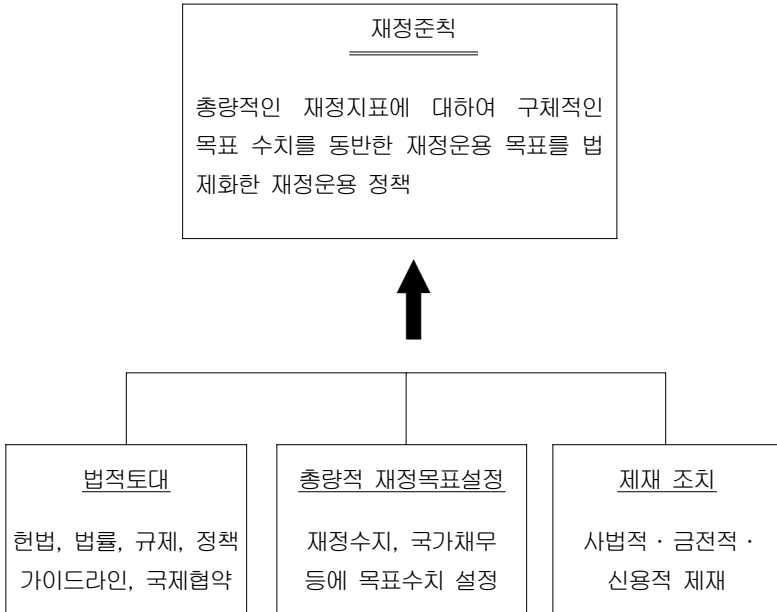 재정준칙
총량적인 재정지표에 대하여 구체적인
목표 수치를 동반한 재정운용 목표를 법
제화한 재정운용 정책
법적토대
헌법, 법률, 규제, 정책
가이드라인, 국제협약
총량적 재정목표설정
재정수지, 국가채무
등에 목표수치 설정
제재 조치
사법적 · 금전적 ·
신용적 제재